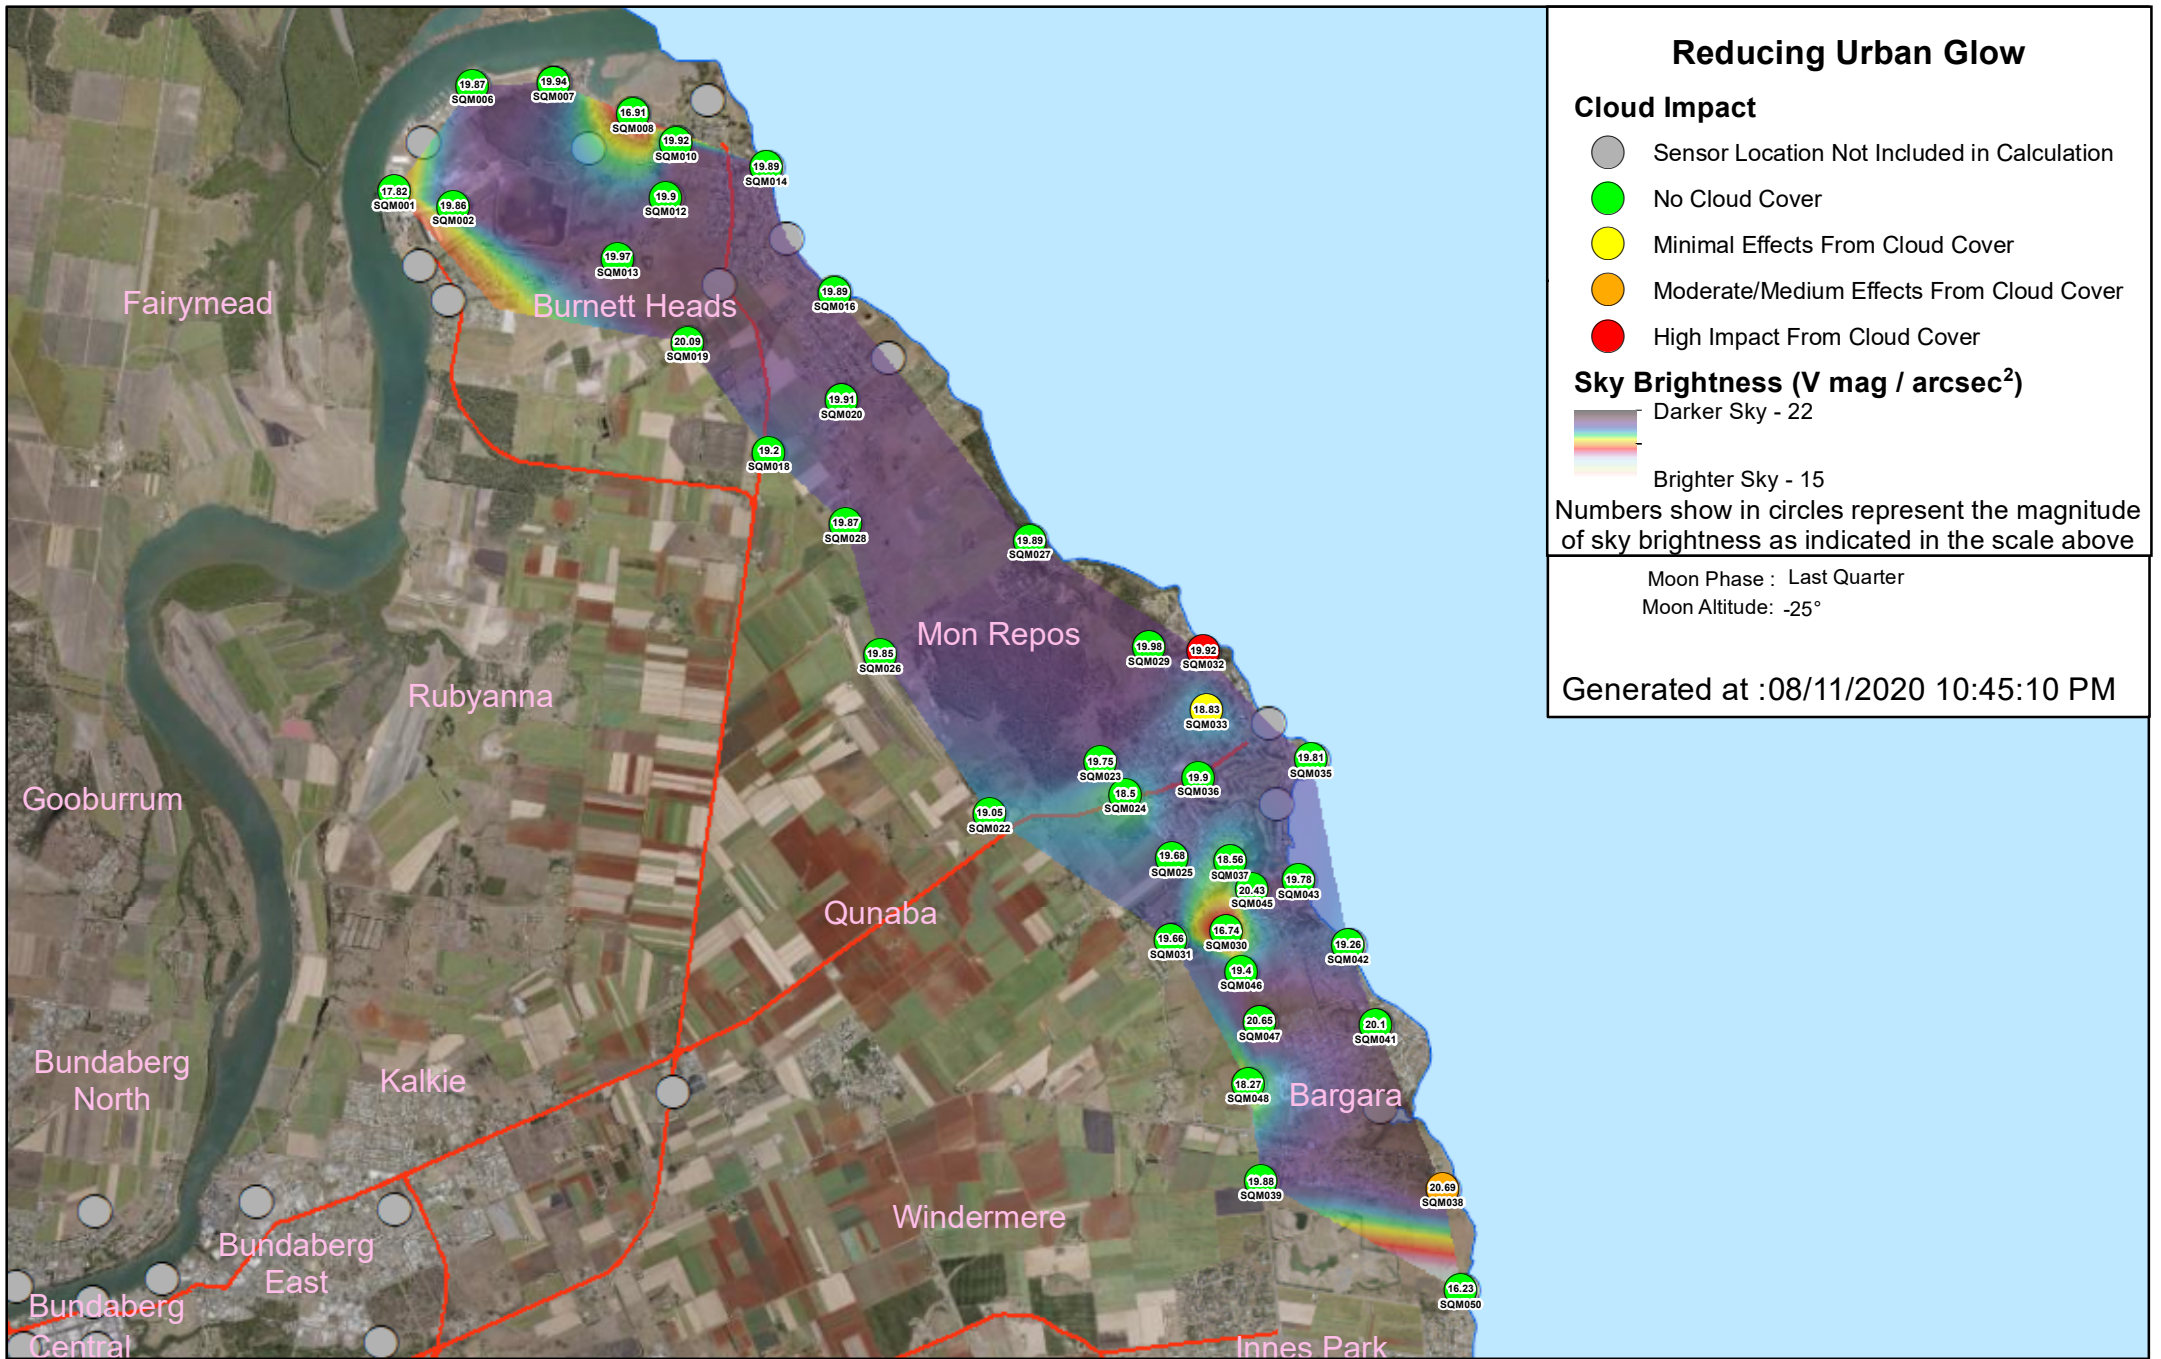 Reducing Urban Glow
Cloud Impact
Sensor Location Not Included in Calculation
No Cloud Cover
Minimal Effects From Cloud Cover
Moderate/Medium Effects From Cloud Cover
High Impact From Cloud Cover
Sky Brightness (V mag / arcsec²)
Darker Sky - 22
Brighter Sky - 15
Numbers show in circles represent the magnitude
of sky brightness as indicated in the scale above
Moon Phase : Last Quarter
Moon Altitude: -25°
Generated at :08/11/2020 10:45:10 PM
19.87
SQM006
19.94
SQM007
16.91
SQM008
19.92
SQM010
19.89
SQM014
17.82
SQM001
19.86
SQM002
19.9
SQM012
19.97
SQM013
Fairymead
Burnett Heads
19.89
SQM016
20.09
SQM019
19.91
SQM020
19.2
SQM018
19.87
SQM028
19.89
SQM027
Mon Repos
19.85
SQM026
19.98
SQM029
19.92
SQM032
Rubyanna
18.83
SQM033
19.75
SQM023
19.81
SQM035
19.9
SQM036
18.5
SQM024
Gooburrum
19.05
SQM022
19.68
SQM025
18.56
SQM037
20.43
SQM045
19.78
SQM043
Qunaba
19.66
SQM031
16.74
SQM030
19.26
SQM042
19.4
SQM046
20.65
SQM047
20.1
SQM041
Bundaberg
North
Kalkie
18.27
SQM048
Bargara
19.88
SQM039
20.69
SQM038
Windermere
Bundaberg
East
16.23
SQM050
Bundaberg
Central
Innes Park